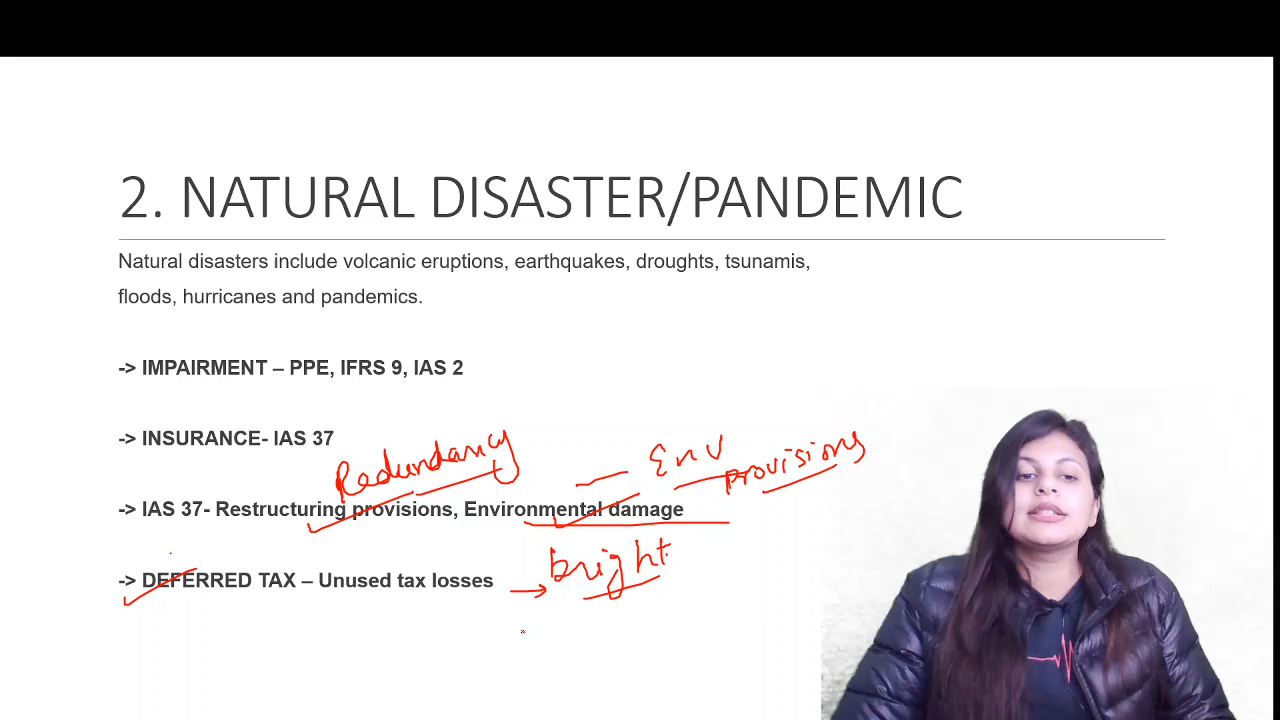 2. NATURAL DISASTER/PANDEMIC
Natural disasters include volcanic eruptions, earthquakes, droughts, tsunamis,
floods, hurricanes and pandemics.
-> IMPAIRMENT – PPE, IFRS 9, IAS 2
-> INSURANCE- IAS 37
Redundancy
Env
provisions
-> IAS 37- Restructuring provisions, Environmental damage
-> DEFERRED TAX – Unused tax losses
bright